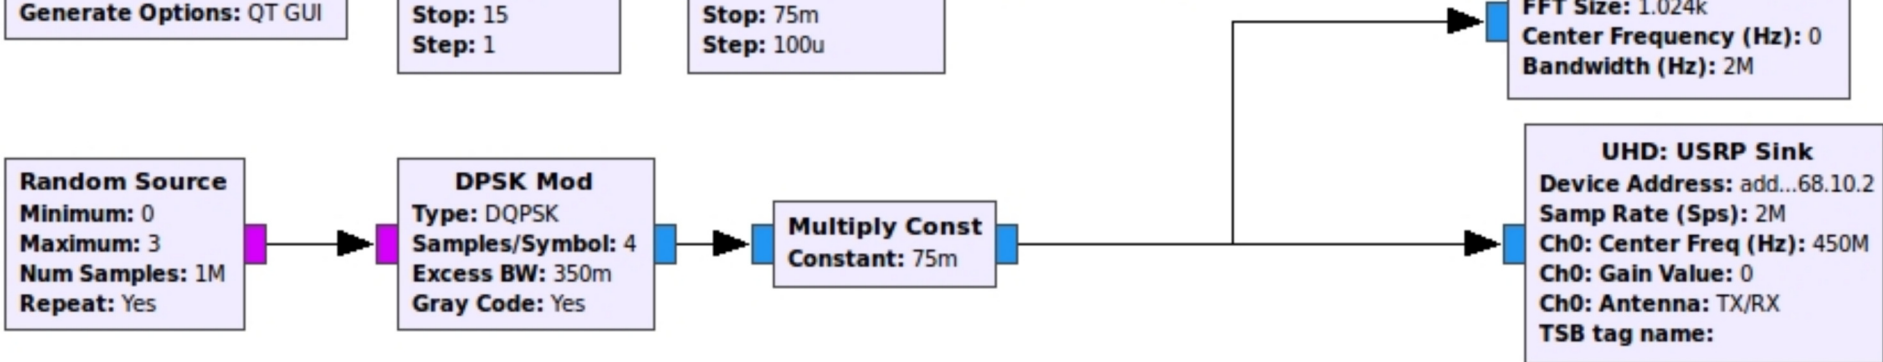 Generate Options: QT GUI
Stop: 15
Step: 1
Stop: 75m
Step: 100u
FFT Size: 1.024k
Center Frequency (Hz): 0
Bandwidth (Hz): 2M
Random Source
Minimum: 0
Maximum: 3
Num Samples: 1M
Repeat: Yes
DPSK Mod
Type: DQPSK
Samples/Symbol: 4
Excess BW: 350m
Gray Code: Yes
Multiply Const
Constant: 75m
UHD: USRP Sink
Device Address: add...68.10.2
Samp Rate (Sps): 2M
Ch0: Center Freq (Hz): 450M
Ch0: Gain Value: 0
Ch0: Antenna: TX/RX
TSB tag name: